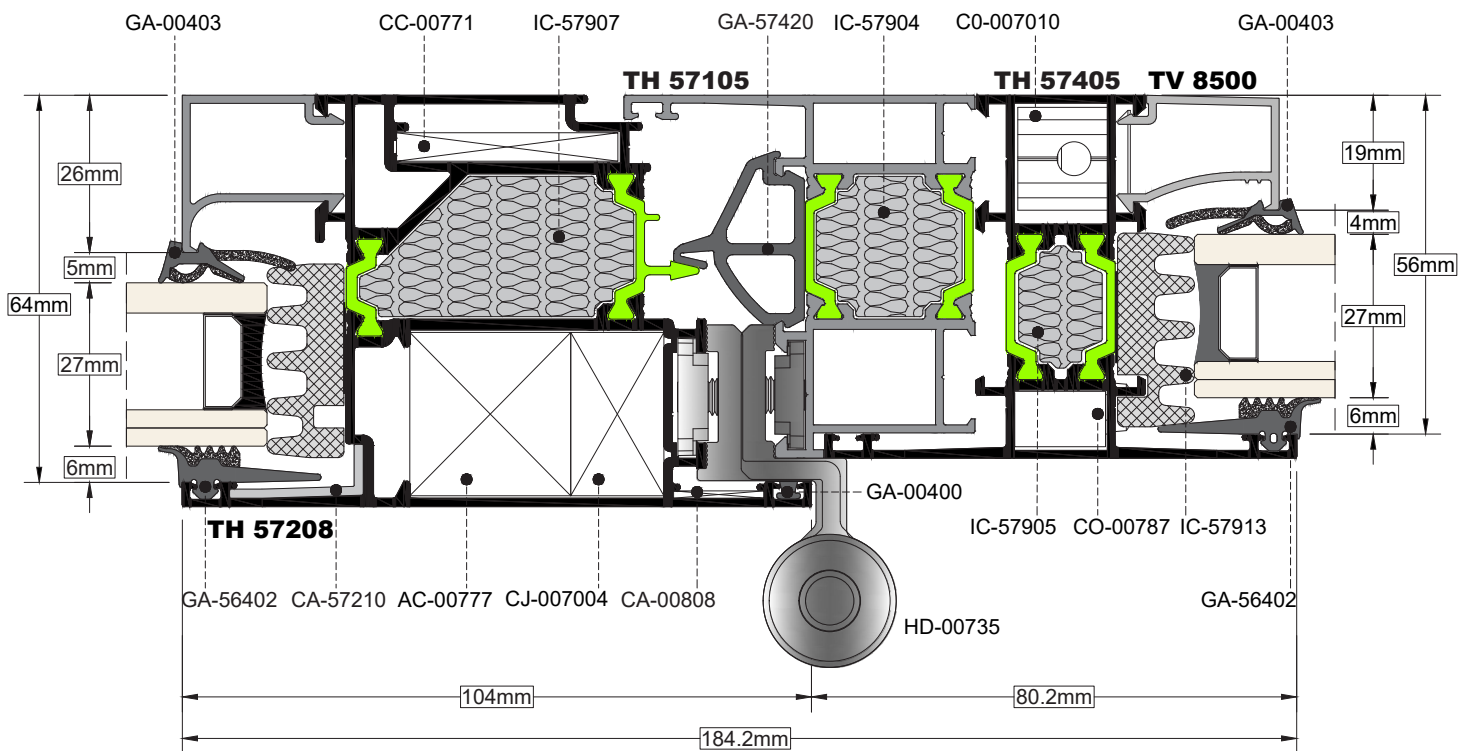 GA-00403 CC-00771 IC-57907 GA-57420 IC-57904 C0-007010 GA-00403
TH 57105 TH 57405 TV 8500
26mm
19mm
4mm
5mm
56mm
64mm
27mm
27mm
6mm
6mm
GA-00400
TH 57208
IC-57905 CO-00787 IC-57913
GA-56402 CA-57210 AC-00777 CJ-007004 CA-00808 GA-56402
HD-00735
104mm 80.2mm
184.2mm